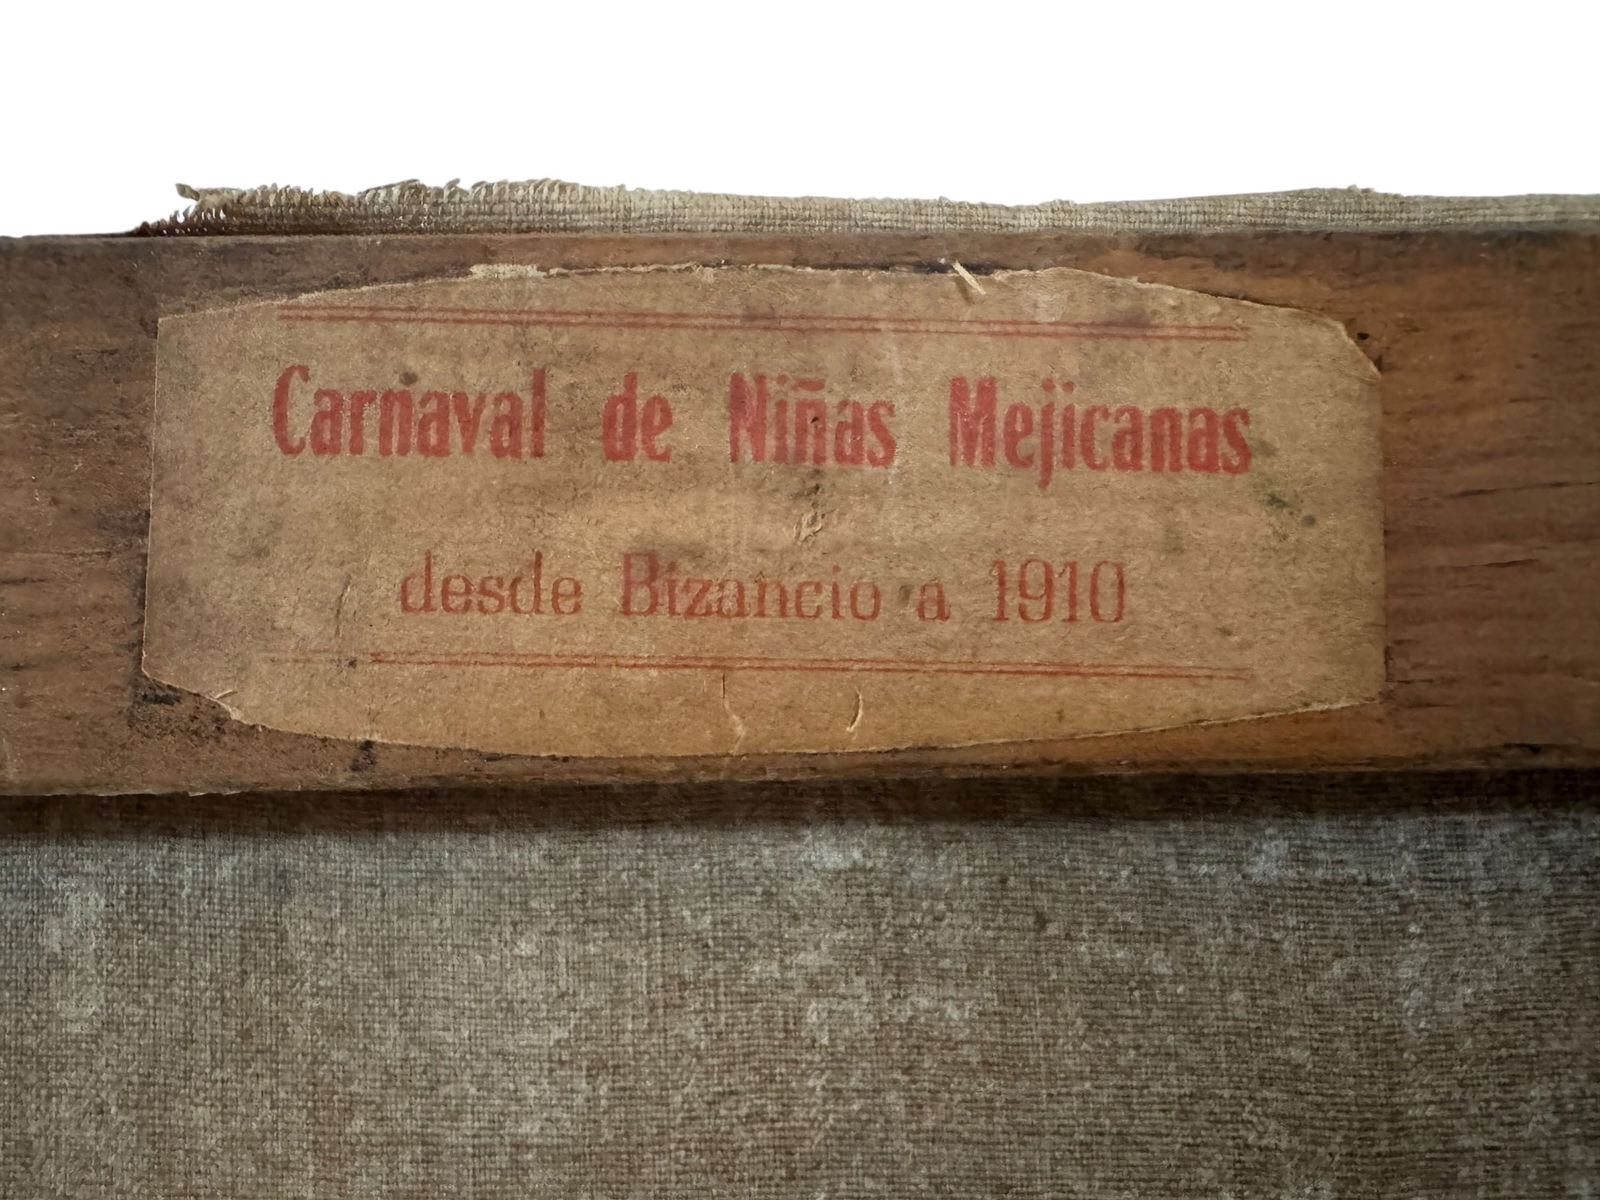 Carnaval de Niñas Mejicanas
desde Bizancio a 1910